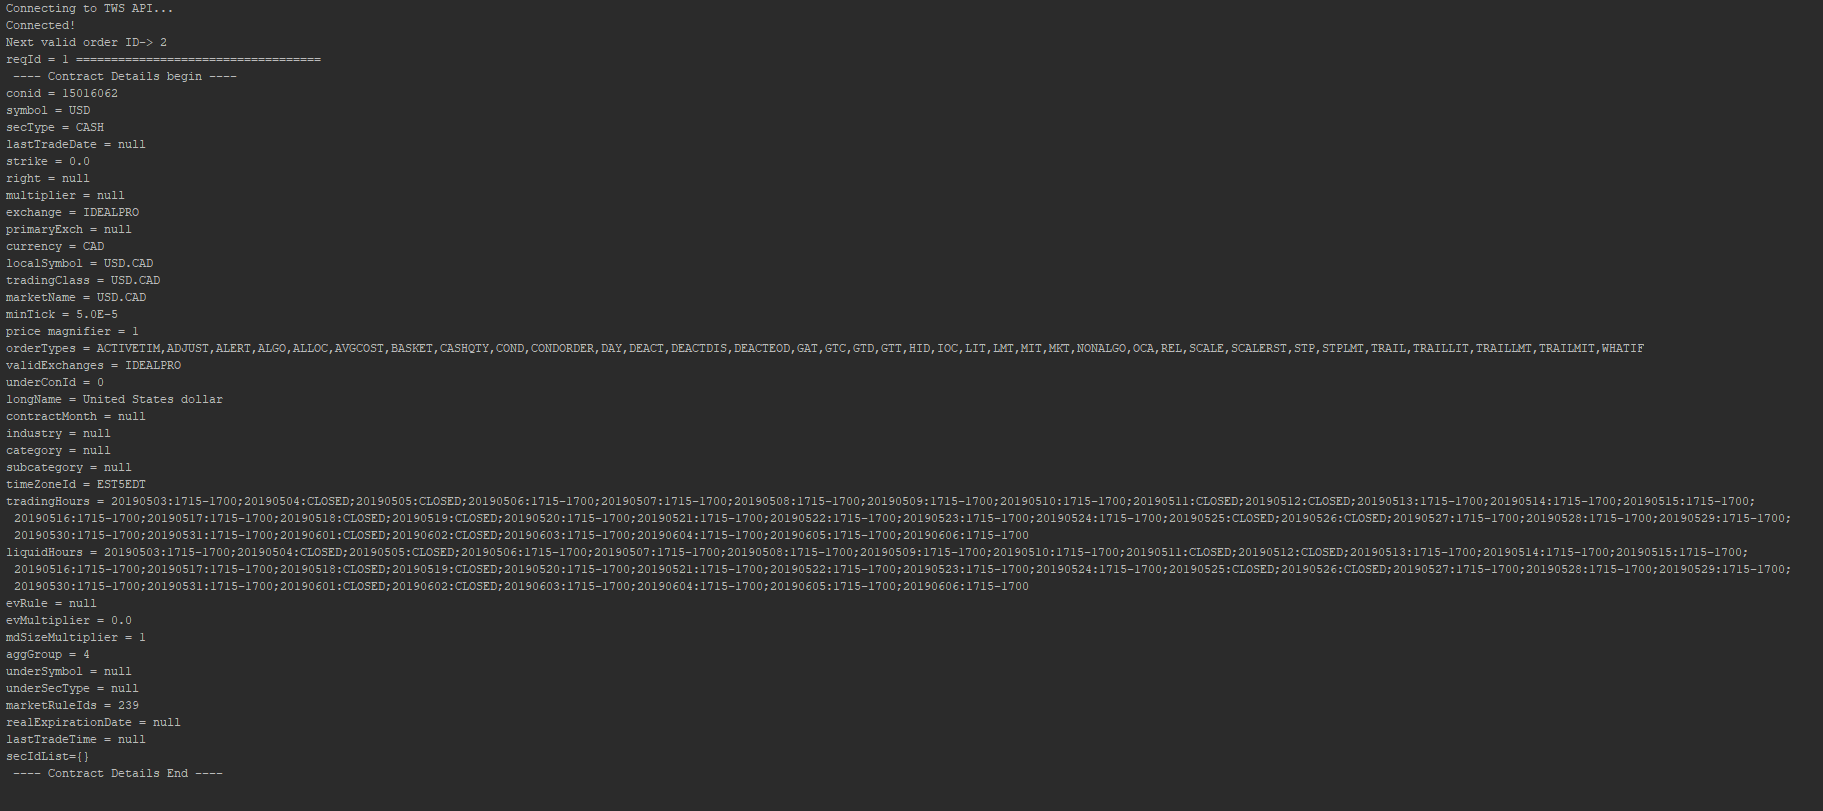 Connecting to TWS API...
Connected!
Next valid order ID-> 2
reqId = 1 ===================================
 ---- Contract Details begin ----
conid = 15016062
symbol = USD
secType = CASH
lastTradeDate = null
strike = 0.0
right = null
multiplier = null
exchange = IDEALPRO
primaryExch = null
currency = CAD
localSymbol = USD.CAD
tradingClass = USD.CAD
marketName = USD.CAD
minTick = 5.0E-5
price magnifier = 1
orderTypes = ACTIVETIM,ADJUST,ALERT,ALGO,ALLOC,AVGCOST,BASKET,CASHQTY,COND,CONDORDER,DAY,DEACT,DEACTDIS,DEACTEOD,GAT,GTC,GTD,GTT,HID,IOC,LIT,LMT,MIT,MKT,NONALGO,OCA,REL,SCALE,SCALERST,STP,STPLMT,TRAIL,TRAILLIT,TRAILLMT,TRAILMIT,WHATIF
validExchanges = IDEALPRO
underConId = 0
longName = United States dollar
contractMonth = null
industry = null
category = null
subcategory = null
timeZoneId = EST5EDT
tradingHours = 20190503:1715-1700;20190504:CLOSED;20190505:CLOSED;20190506:1715-1700;20190507:1715-1700;20190508:1715-1700;20190509:1715-1700;20190510:1715-1700;20190511:CLOSED;20190512:CLOSED;20190513:1715-1700;20190514:1715-1700;20190515:1715-1700;
 20190516:1715-1700;20190517:1715-1700;20190518:CLOSED;20190519:CLOSED;20190520:1715-1700;20190521:1715-1700;20190522:1715-1700;20190523:1715-1700;20190524:1715-1700;20190525:CLOSED;20190526:CLOSED;20190527:1715-1700;20190528:1715-1700;20190529:1715-1700;
 20190530:1715-1700;20190531:1715-1700;20190601:CLOSED;20190602:CLOSED;20190603:1715-1700;20190604:1715-1700;20190605:1715-1700;20190606:1715-1700
liquidHours = 20190503:1715-1700;20190504:CLOSED;20190505:CLOSED;20190506:1715-1700;20190507:1715-1700;20190508:1715-1700;20190509:1715-1700;20190510:1715-1700;20190511:CLOSED;20190512:CLOSED;20190513:1715-1700;20190514:1715-1700;20190515:1715-1700;
 20190516:1715-1700;20190517:1715-1700;20190518:CLOSED;20190519:CLOSED;20190520:1715-1700;20190521:1715-1700;20190522:1715-1700;20190523:1715-1700;20190524:1715-1700;20190525:CLOSED;20190526:CLOSED;20190527:1715-1700;20190528:1715-1700;20190529:1715-1700;
 20190530:1715-1700;20190531:1715-1700;20190601:CLOSED;20190602:CLOSED;20190603:1715-1700;20190604:1715-1700;20190605:1715-1700;20190606:1715-1700
evRule = null
evMultiplier = 0.0
mdSizeMultiplier = 1
aggGroup = 4
underSymbol = null
underSecType = null
marketRuleIds = 239
realExpirationDate = null
lastTradeTime = null
secIdList={}
 ---- Contract Details End ----